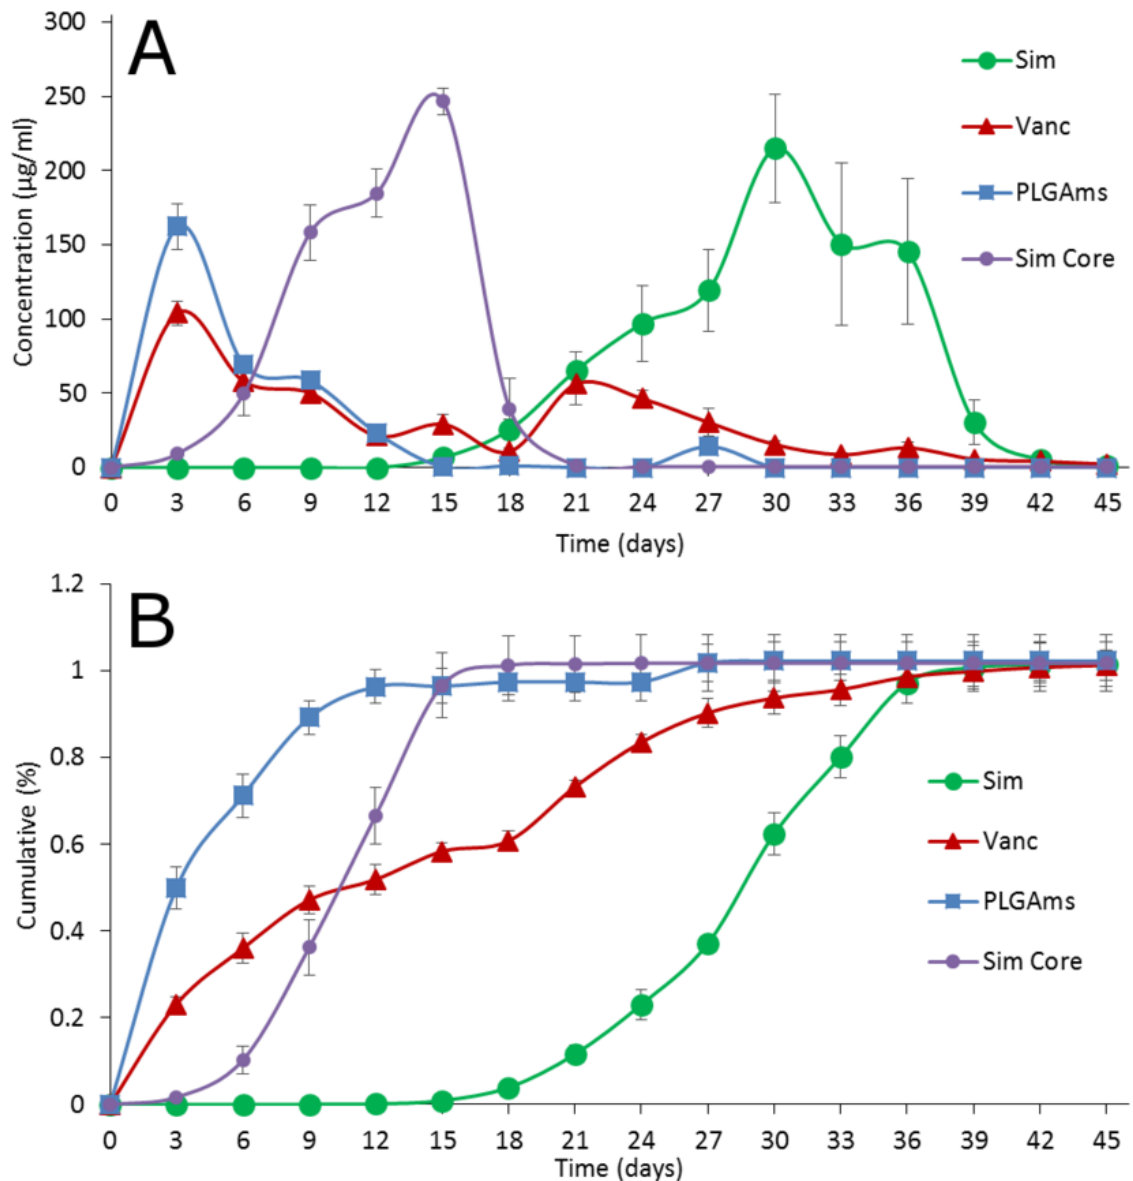 A
300
250
200
150
100
50
0
Concentration (µg/ml)
Sim
Vanc
PLGAms
Sim Core
0 3 6 9 12 15 18 21 24 27 30 33 36 39 42 45
Time (days)
B
1.2
1
0.8
0.6
0.4
0.2
0
Cumulative (%)
Sim
Vanc
PLGAms
Sim Core
0 3 6 9 12 15 18 21 24 27 30 33 36 39 42 45
Time (days)